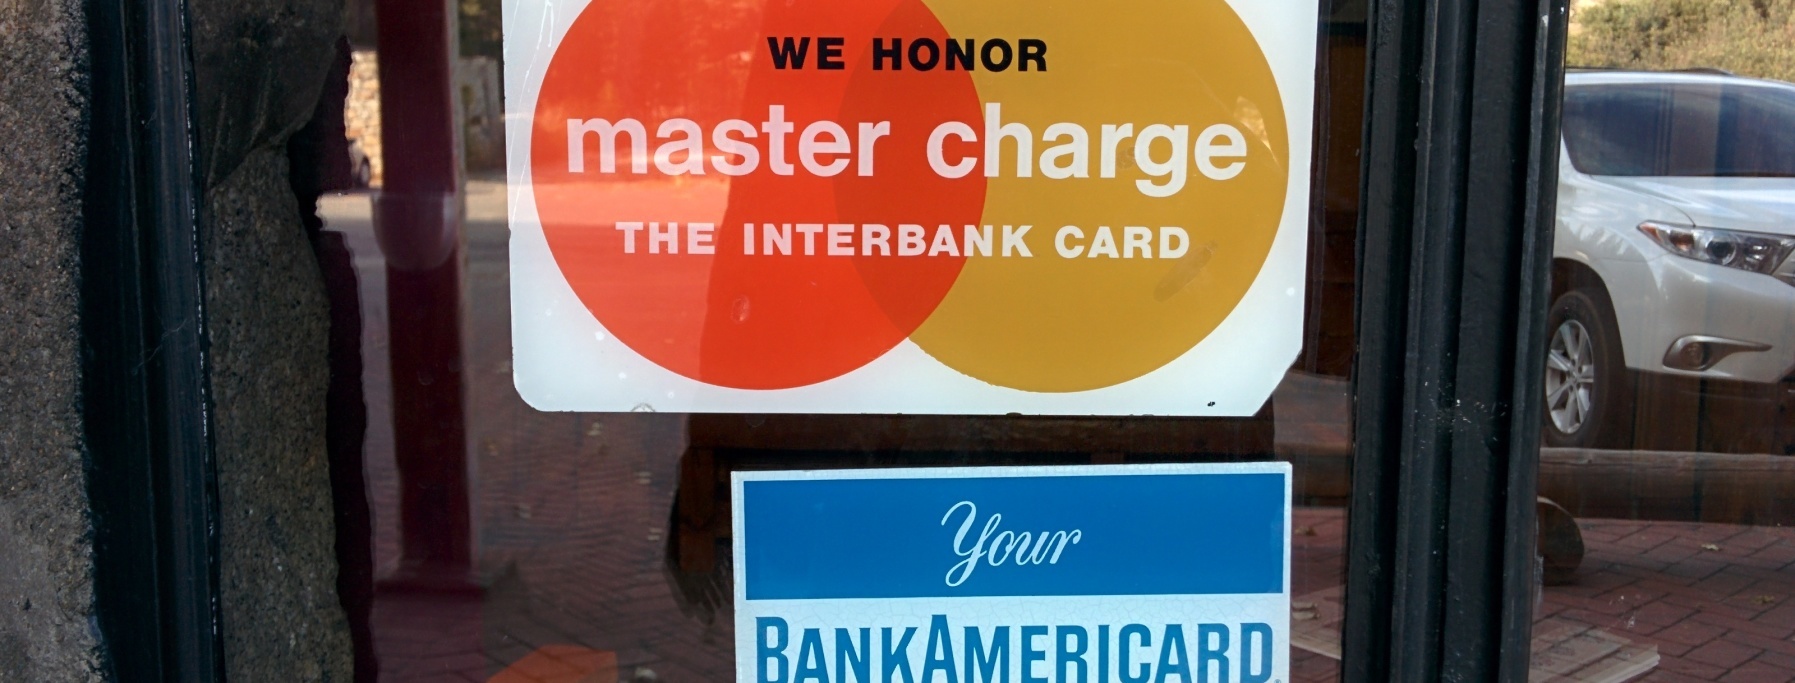 WE HONOR
master charge
THE INTERBANK CARD
Your
BANKAMERICARD